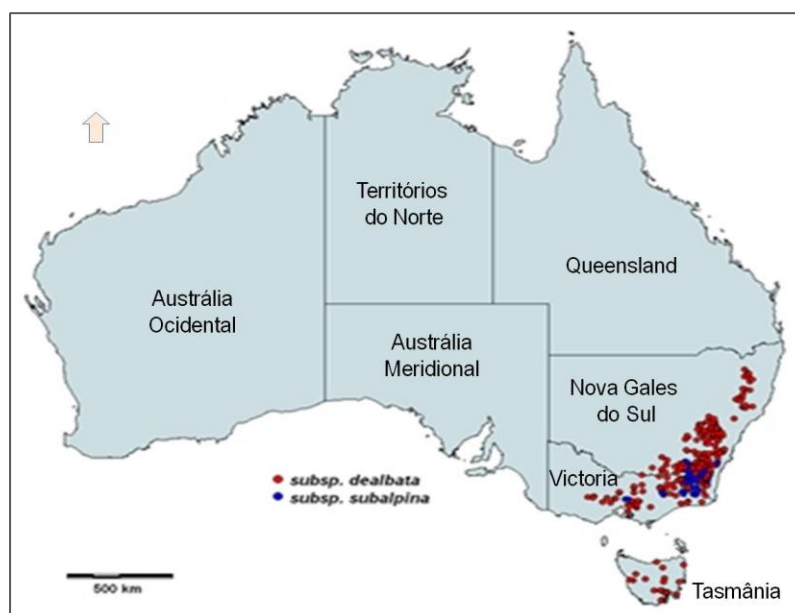 Territórios
do Norte
Queensland
Austrália
Ocidental
Austrália
Meridional
Nova Gales
do Sul
Victoria
subsp. dealbata
subsp. subalpina
500 km
Tasmânia